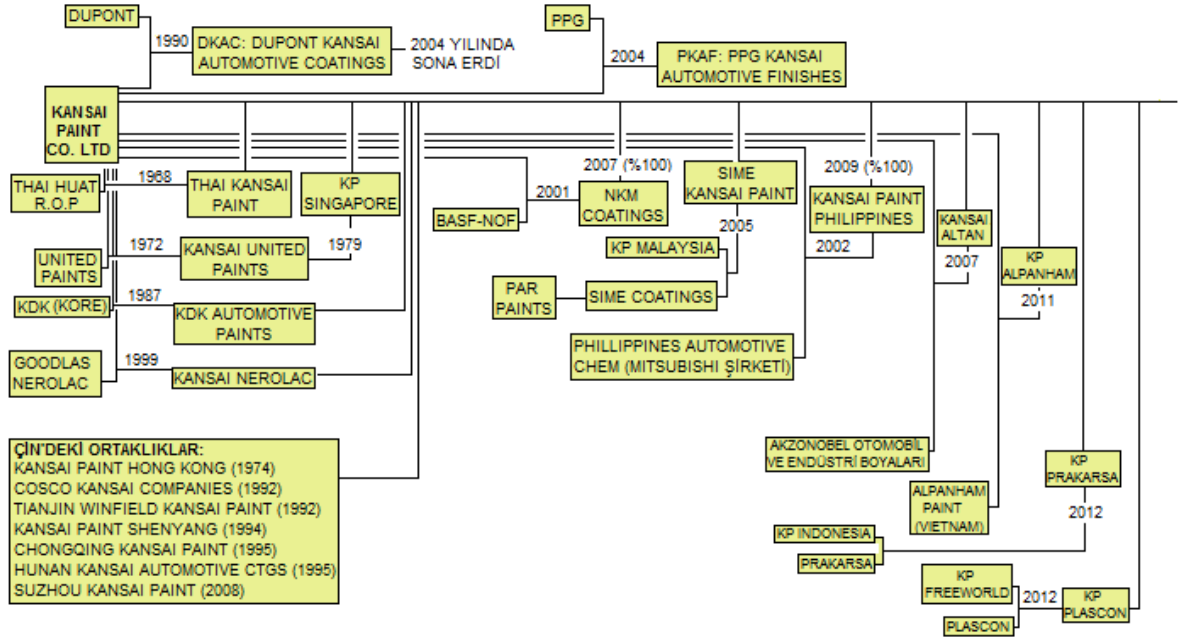 DUPONT
1990
DKAC: DUPONT KANSAI
AUTOMOTIVE COATINGS
2004 YILINDA
SONA ERDİ
PPG
2004
PKAF: PPG KANSAI
AUTOMOTIVE FINISHES
KANSAI
PAINT
CO. LTD
THAI HUAT
R.O.P
1968
THAI KANSAI
PAINT
KP
SINGAPORE
UNITED
PAINTS
1972
KANSAI UNITED
PAINTS
1979
KDK (KORE)
1987
KDK AUTOMOTIVE
PAINTS
GOODLAS
NEROLAC
1999
KANSAI NEROLAC
BASF-NOF
2001
2007 (%100)
NKM
COATINGS
SIME
KANSAI PAINT
2005
KP MALAYSIA
PAR
PAINTS
SIME COATINGS
2009 (%100)
KANSAI PAINT
PHILIPPINES
2002
PHILLIPPINES AUTOMOTIVE
CHEM (MITSUBISHI ŞİRKETİ)
KANSAI
ALTAN
2007
KP
ALPANHAM
2011
AKZONOBEL OTOMOBİL
VE ENDÜSTRİ BOYALARI
ALPANHAM
PAINT
(VIETNAM)
KP
PRAKARSA
2012
KP INDONESIA
PRAKARSA
KP
FREEWORLD
2012
KP
PLASCON
PLASCON
ÇİN'DEKİ ORTAKLIKLAR:
KANSAI PAINT HONG KONG (1974)
COSCO KANSAI COMPANIES (1992)
TIANJIN WINFIELD KANSAI PAINT (1992)
KANSAI PAINT SHENYANG (1994)
CHONGQING KANSAI PAINT (1995)
HUNAN KANSAI AUTOMOTIVE CTGS (1995)
SUZHOU KANSAI PAINT (2008)